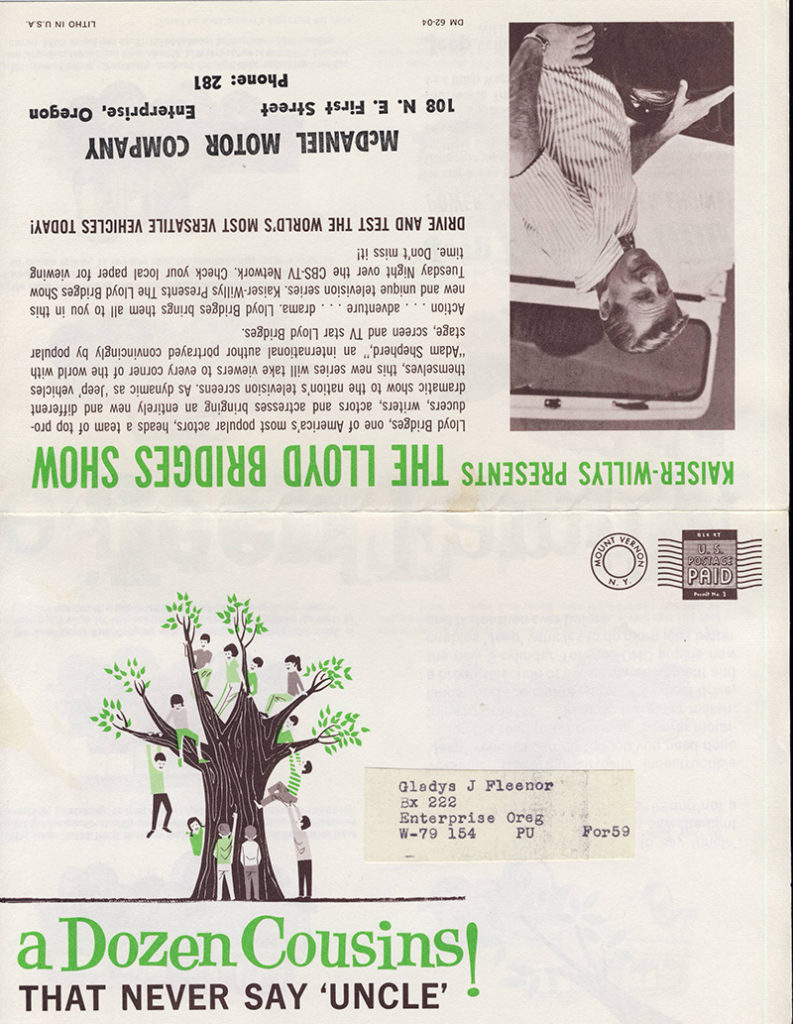 KAISER-WILLYS PRESENTS THE LLOYD BRIDGES SHOW
Lloyd Bridges, one of America's most popular actors, heads a team of top pro-
ducers, writers, actors and actresses bringing an entirely new and different
dramatic show to the nation's television screens. As dynamic as 'Jeep' vehicles
themselves, this new series will take viewers to every corner of the world with
"Adam Shepherd," an international author portrayed convincingly by popular
stage, screen and TV star Lloyd Bridges.
Action . . . adventure . . . drama. Lloyd Bridges brings them all to you in this
new and unique television series. Kaiser-Willys Presents The Lloyd Bridges Show
Tuesday Night over the CBS-TV Network. Check your local paper for viewing
time. Don't miss it!
DRIVE AND TEST THE WORLD'S MOST VERSATILE VEHICLES TODAY!
McDANIEL MOTOR COMPANY
108 N. E. First Street Enterprise, Oregon
Phone: 281
DM 62-04
LITHO IN U.S.A.
MOUNT VERNON
N. Y.
BLK RT
U. S.
POSTAGE
PAID
Permit No. 2
Gladys J Fleenor
Bx 222
Enterprise Oreg
W-79 154 PU For59
a Dozen Cousins!
THAT NEVER SAY 'UNCLE'